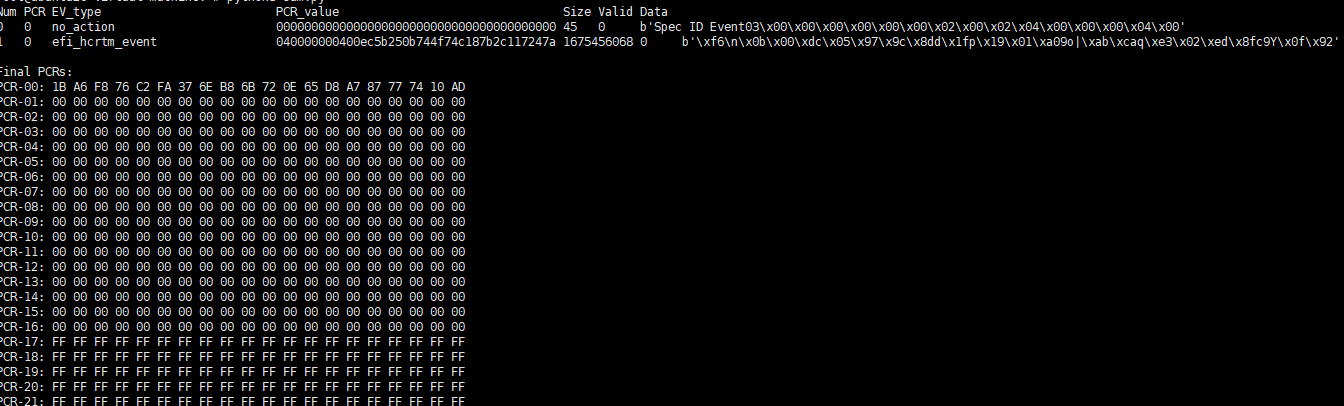 Num PCR EV_type PCR_value Size Valid Data
0 0 no_action 0000000000000000000000000000000000000000 45 0 b'Spec ID Event03\x00\x00\x00\x00\x00\x00\x02\x00\x02\x04\x00\x00\x00\x04\x00'
1 0 efi_hcrtm_event 040000000400ec5b250b744f74c187b2c117247a 1675456068 0 b'\xf6\n\x0b\x00\xdc\x05\x97\x9c\x8dd\x1fp\x19\x01\xa09o|\xab\xcaq\xe3\x02\xed\x8fc9Y\x0f\x92'
Final PCRs:
PCR-00: 1B A6 F8 76 C2 FA 37 6E B8 6B 72 0E 65 D8 A7 87 77 74 10 AD
PCR-01: 00 00 00 00 00 00 00 00 00 00 00 00 00 00 00 00 00 00 00 00
PCR-02: 00 00 00 00 00 00 00 00 00 00 00 00 00 00 00 00 00 00 00 00
PCR-03: 00 00 00 00 00 00 00 00 00 00 00 00 00 00 00 00 00 00 00 00
PCR-04: 00 00 00 00 00 00 00 00 00 00 00 00 00 00 00 00 00 00 00 00
PCR-05: 00 00 00 00 00 00 00 00 00 00 00 00 00 00 00 00 00 00 00 00
PCR-06: 00 00 00 00 00 00 00 00 00 00 00 00 00 00 00 00 00 00 00 00
PCR-07: 00 00 00 00 00 00 00 00 00 00 00 00 00 00 00 00 00 00 00 00
PCR-08: 00 00 00 00 00 00 00 00 00 00 00 00 00 00 00 00 00 00 00 00
PCR-09: 00 00 00 00 00 00 00 00 00 00 00 00 00 00 00 00 00 00 00 00
PCR-10: 00 00 00 00 00 00 00 00 00 00 00 00 00 00 00 00 00 00 00 00
PCR-11: 00 00 00 00 00 00 00 00 00 00 00 00 00 00 00 00 00 00 00 00
PCR-12: 00 00 00 00 00 00 00 00 00 00 00 00 00 00 00 00 00 00 00 00
PCR-13: 00 00 00 00 00 00 00 00 00 00 00 00 00 00 00 00 00 00 00 00
PCR-14: 00 00 00 00 00 00 00 00 00 00 00 00 00 00 00 00 00 00 00 00
PCR-15: 00 00 00 00 00 00 00 00 00 00 00 00 00 00 00 00 00 00 00 00
PCR-16: 00 00 00 00 00 00 00 00 00 00 00 00 00 00 00 00 00 00 00 00
PCR-17: FF FF FF FF FF FF FF FF FF FF FF FF FF FF FF FF FF FF FF FF
PCR-18: FF FF FF FF FF FF FF FF FF FF FF FF FF FF FF FF FF FF FF FF
PCR-19: FF FF FF FF FF FF FF FF FF FF FF FF FF FF FF FF FF FF FF FF
PCR-20: FF FF FF FF FF FF FF FF FF FF FF FF FF FF FF FF FF FF FF FF
PCR-21: FF FF FF FF FF FF FF FF FF FF FF FF FF FF FF FF FF FF FF FF